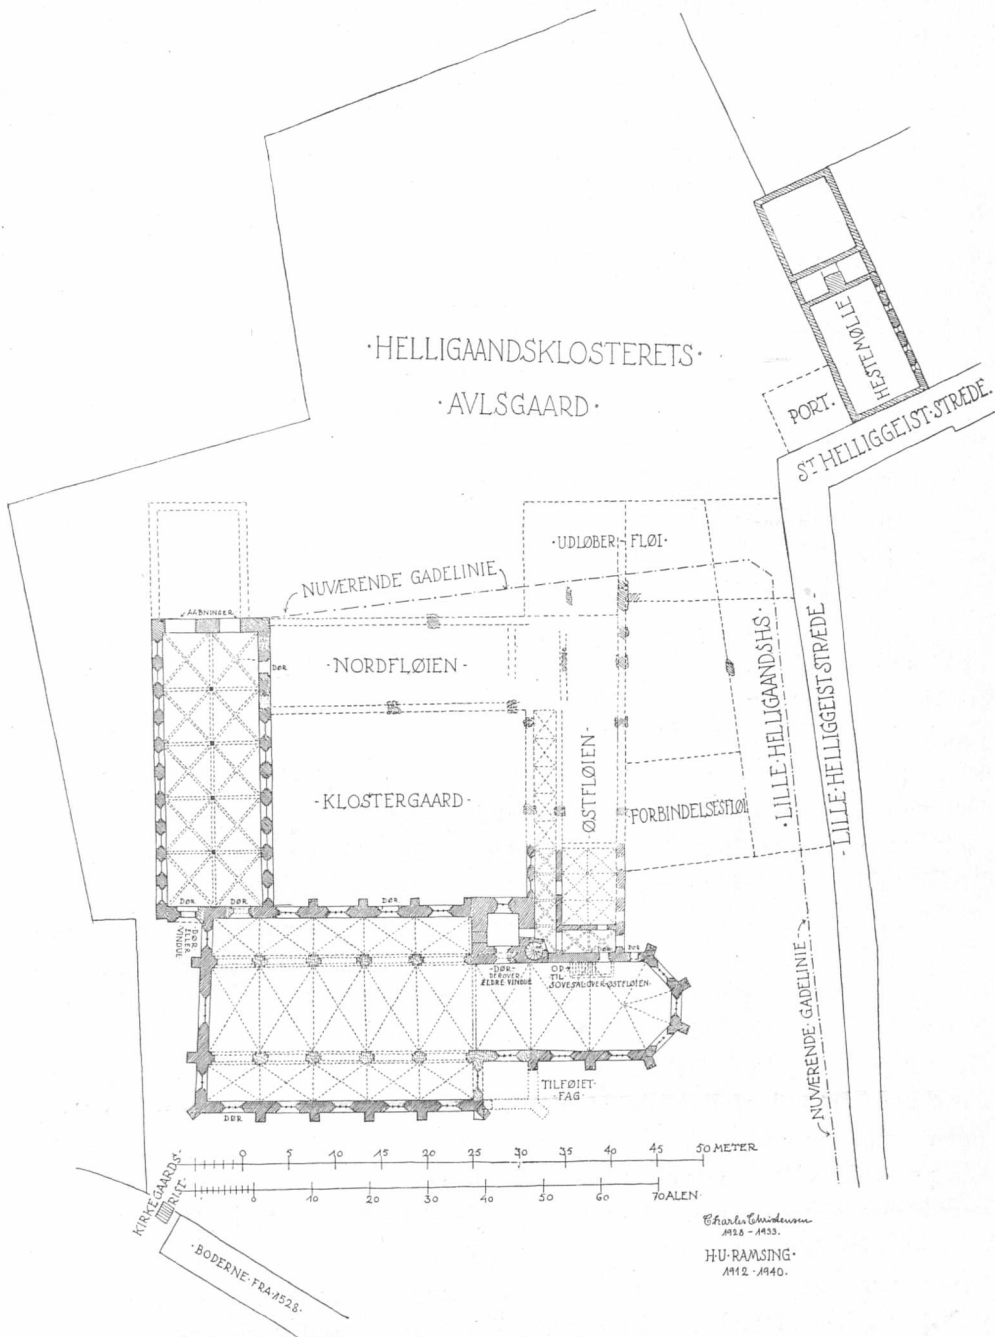 ·HELLIGAANDSKLOSTERETS·
·AVLSGAARD·
HESTEMØLLE
PORT.
ST HELLIGGEIST·STRÆDE.
·UDLØBER-FLØI·
NUVÆRENDE GADELINIE
AABNINGER
DØR
·NORDFLØIEN·
·LILLE·HELLIGAANDSHS·
·LILLE·HELLIGGEISTSTRÆDE·
·KLOSTERGAARD·
ØSTFLØIEN·
FORBINDELSESFLØI
DØR
DØR
DØR
·DØR
ELLER
VINDUE
DØR
·DØR·
DEROVER
ÆLDRE VINDUE
OP
TIL
SOVESAL·OVER·ØSTFLØIEN·
NUVÆRENDE GADELINIE
TILFØIET·
FAG·
DØR
0 5 10 15 20 25 30 35 40 45 50 METER
0 10 20 30 40 50 60 70 ALEN·
KIRKEGAARDS·
RIST·
·BODERNE·FRA·1528·
Charles Christensen
1928-1933.
H·U·RAMSING·
1912·1940.